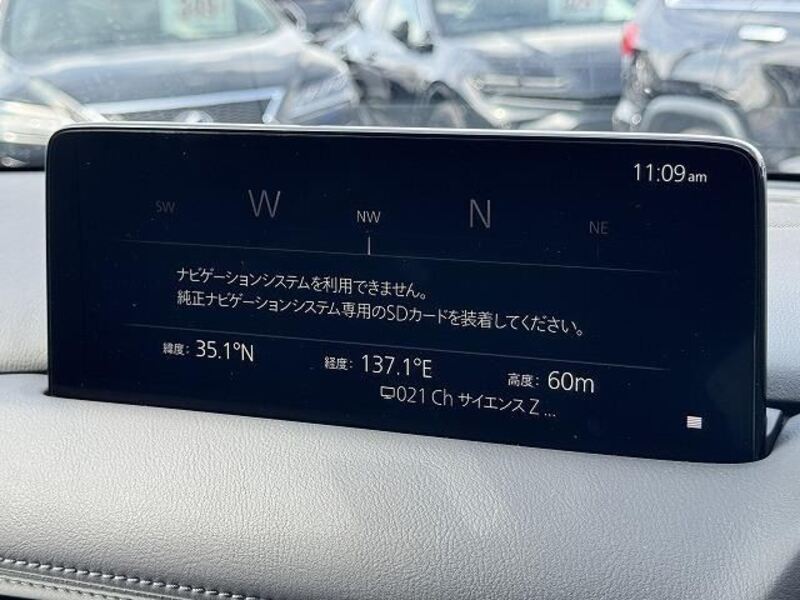 11:09am
SW W NW N NE
ナビゲーションシステムを利用できません。
純正ナビゲーションシステム専用のSDカードを装着してください。
緯度: 35.1°N 経度: 137.1°E 高度: 60m
021 Ch サイエンス Z ...